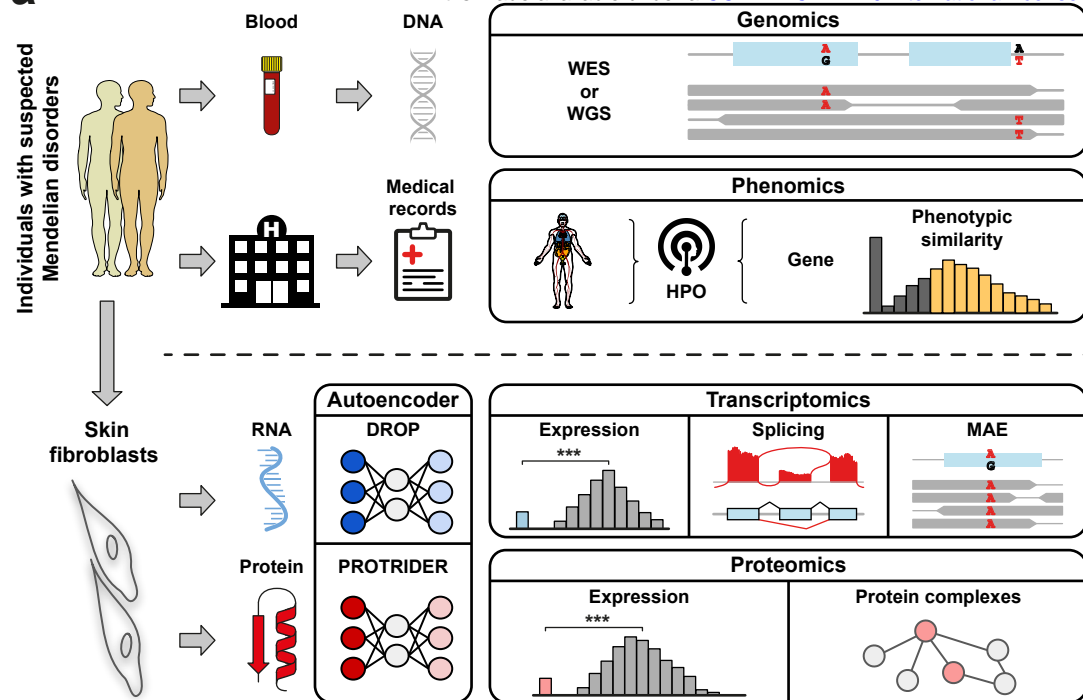 Individuals with suspected
Mendelian disorders
Blood
DNA
Genomics
WES
or
WGS
A
G
A
T
A
A
T
T
H
Medical
records
Phenomics
HPO
Gene
Phenotypic
similarity
Skin
fibroblasts
RNA
Autoencoder
DROP
Transcriptomics
Expression
***
Splicing
MAE
A
G
A
A
A
A
Protein
PROTRIDER
Proteomics
Expression
***
Protein complexes